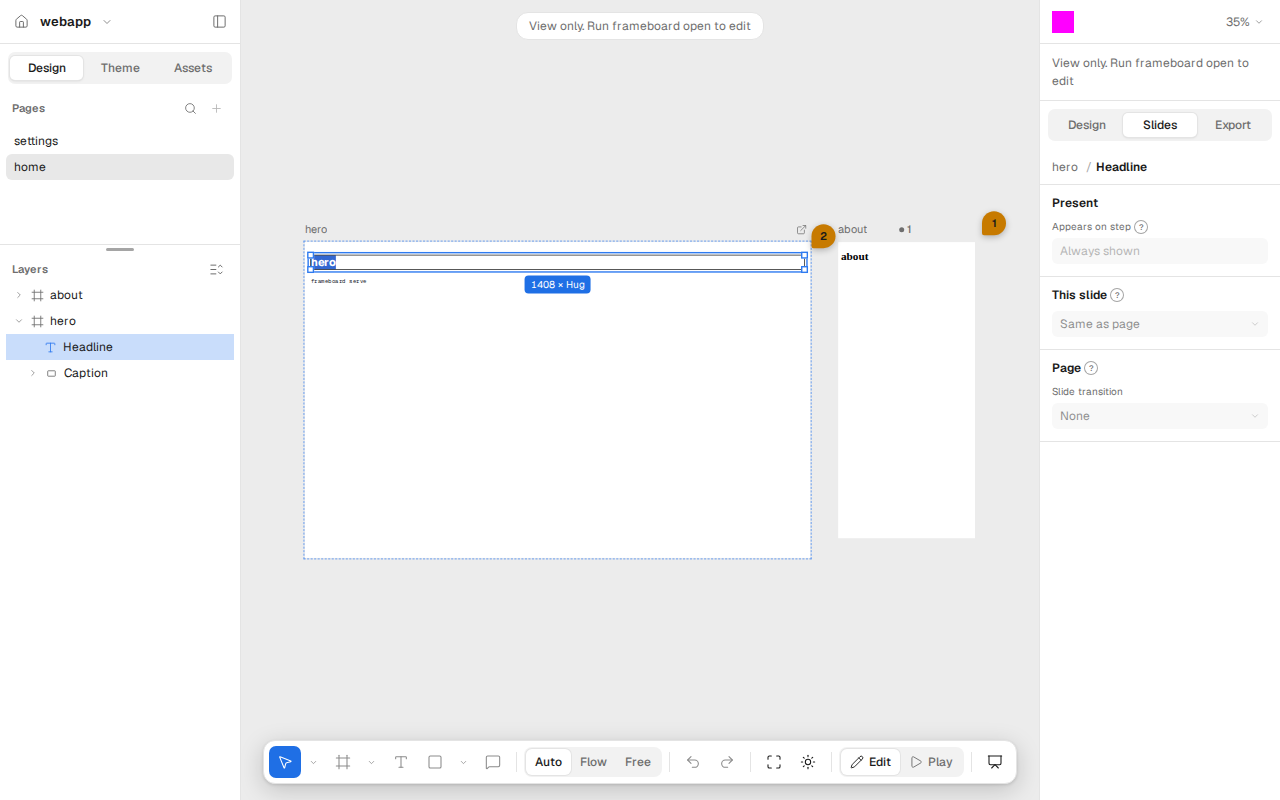 webapp
Design
Theme
Assets
Pages
settings
home
Layers
about
hero
Headline
Caption
View only. Run frameboard open to edit
hero
2
about
1
1
hero
frameboard serve
1408 × Hug
about
Auto
Flow
Free
Edit
Play
35%
View only. Run frameboard open to
edit
Design
Slides
Export
hero / Headline
Present
Appears on step ?
Always shown
This slide ?
Same as page
Page ?
Slide transition
None